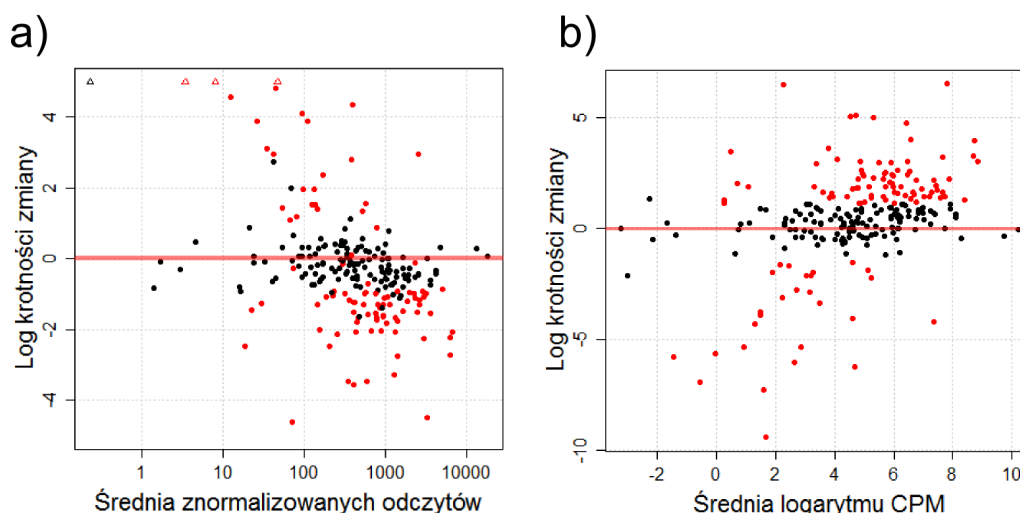 a)
Log krotności zmiany
4
2
0
-2
-4
1 10 100 1000 10000
Średnia znormalizowanych odczytów
b)
Log krotności zmiany
5
0
-5
-10
-2 0 2 4 6 8 10
Średnia logarytmu CPM